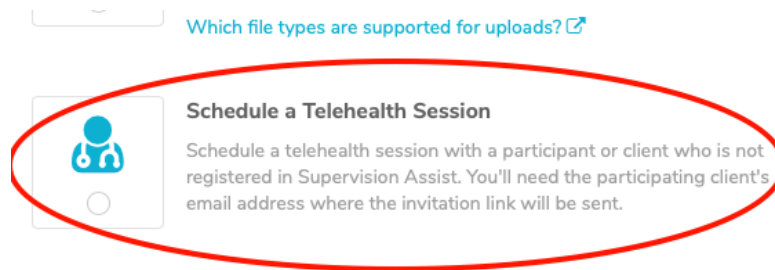 Which file types are supported for uploads?
Schedule a Telehealth Session
Schedule a telehealth session with a participant or client who is not
registered in Supervision Assist. You'll need the participating client's
email address where the invitation link will be sent.